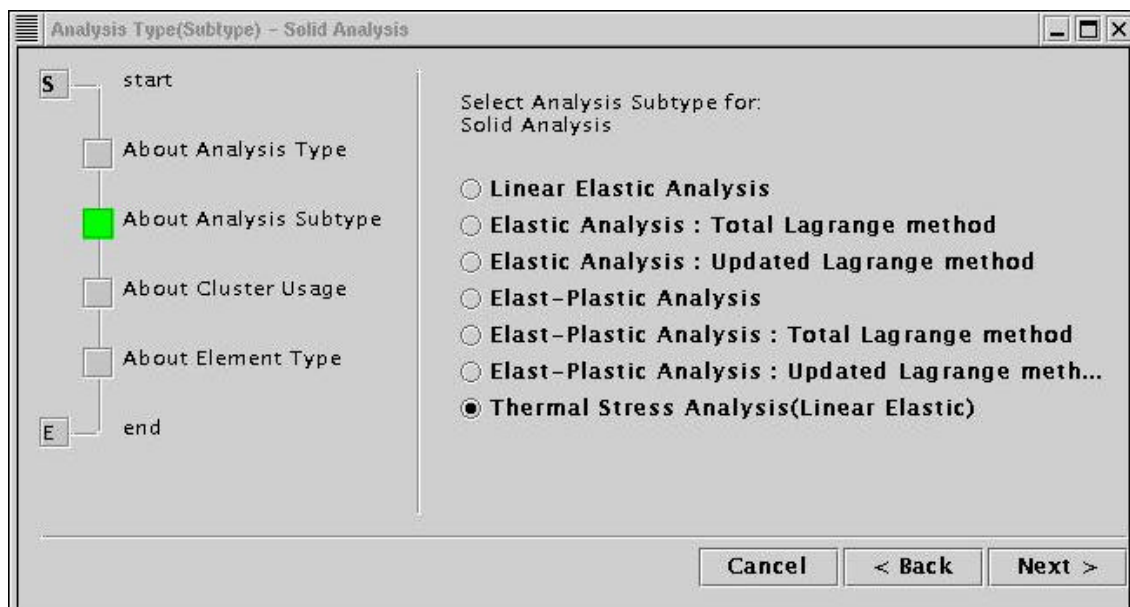 Analysis Type(Subtype) - Solid Analysis
S start
About Analysis Type
About Analysis Subtype
About Cluster Usage
About Element Type
E end
Select Analysis Subtype for:
Solid Analysis
Linear Elastic Analysis
Elastic Analysis : Total Lagrange method
Elastic Analysis : Updated Lagrange method
Elast-Plastic Analysis
Elast-Plastic Analysis : Total Lagrange method
Elast-Plastic Analysis : Updated Lagrange meth...
Thermal Stress Analysis(Linear Elastic)
Cancel < Back Next >